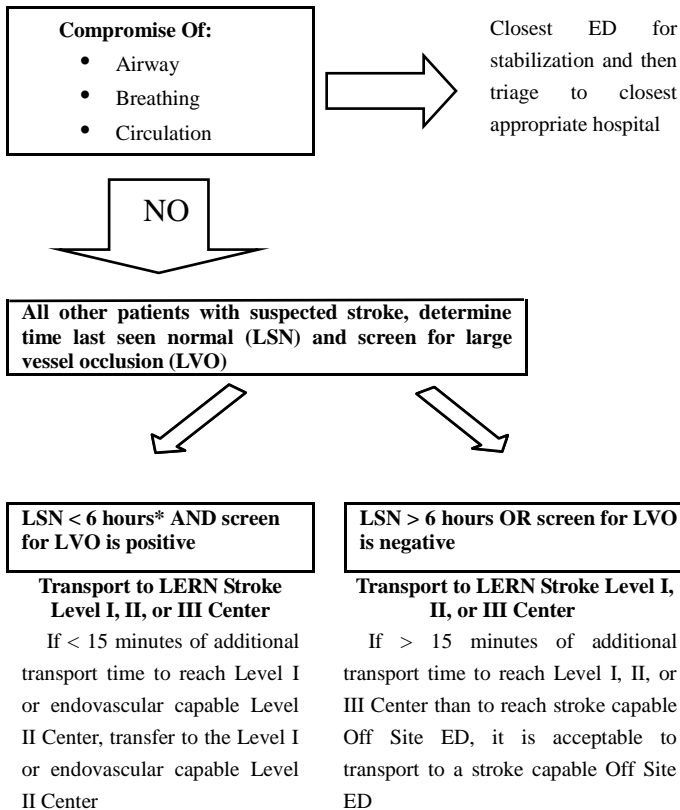 Compromise Of:
• Airway
• Breathing
• Circulation
Closest ED for
stabilization and then
triage to closest
appropriate hospital
NO
All other patients with suspected stroke, determine
time last seen normal (LSN) and screen for large
vessel occlusion (LVO)
LSN < 6 hours* AND screen
for LVO is positive
Transport to LERN Stroke
Level I, II, or III Center
If < 15 minutes of additional
transport time to reach Level I
or endovascular capable Level
II Center, transfer to the Level I
or endovascular capable Level
II Center
LSN > 6 hours OR screen for LVO
is negative
Transport to LERN Stroke Level I,
II, or III Center
If > 15 minutes of additional
transport time to reach Level I, II, or
III Center than to reach stroke capable
Off Site ED, it is acceptable to
transport to a stroke capable Off Site
ED